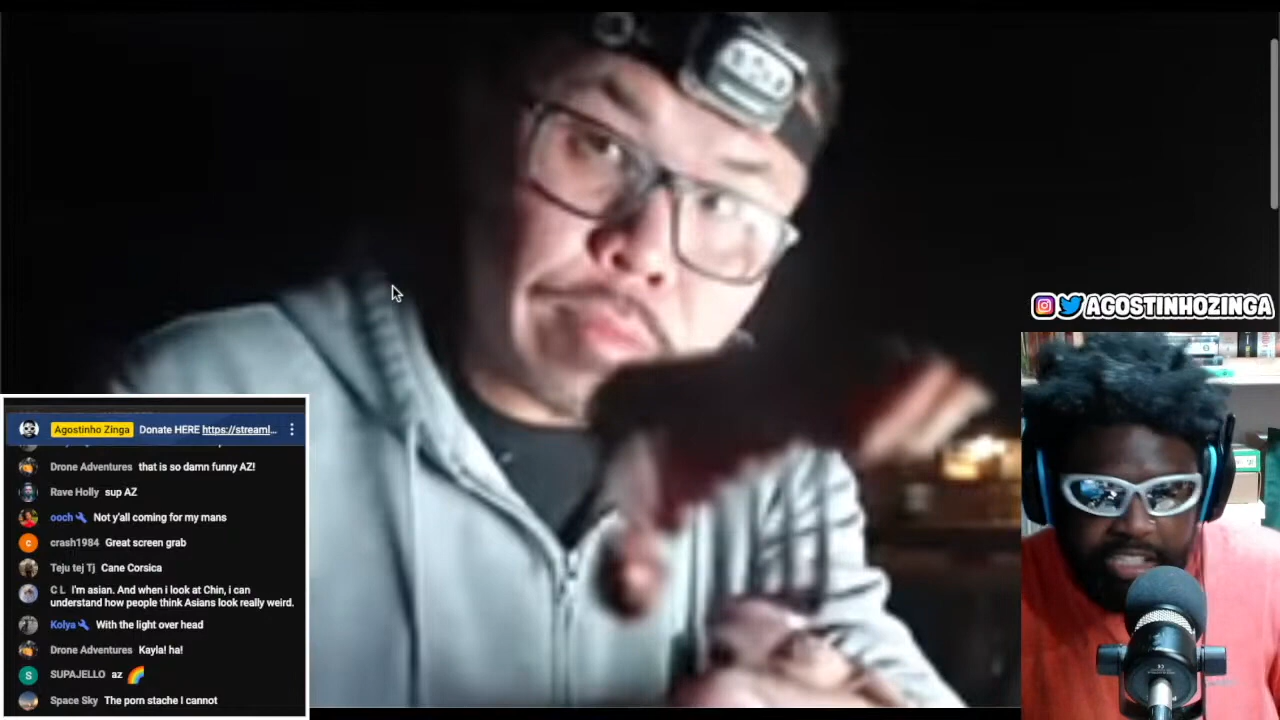 AGOSTINHOZINGA
Agostinho Zinga Donate HERE https://streaml...
Drone Adventures that is so damn funny AZ!
Rave Holly sup AZ
ooch Not y'all coming for my mans
crash1984 Great screen grab
Teju tej Tj Cane Corsica
C L I'm asian. And when i look at Chin, i can
understand how people think Asians look really weird.
Kolya With the light over head
Drone Adventures Kayla! ha!
SUPAJELLO az
Space Sky The porn stache I cannot